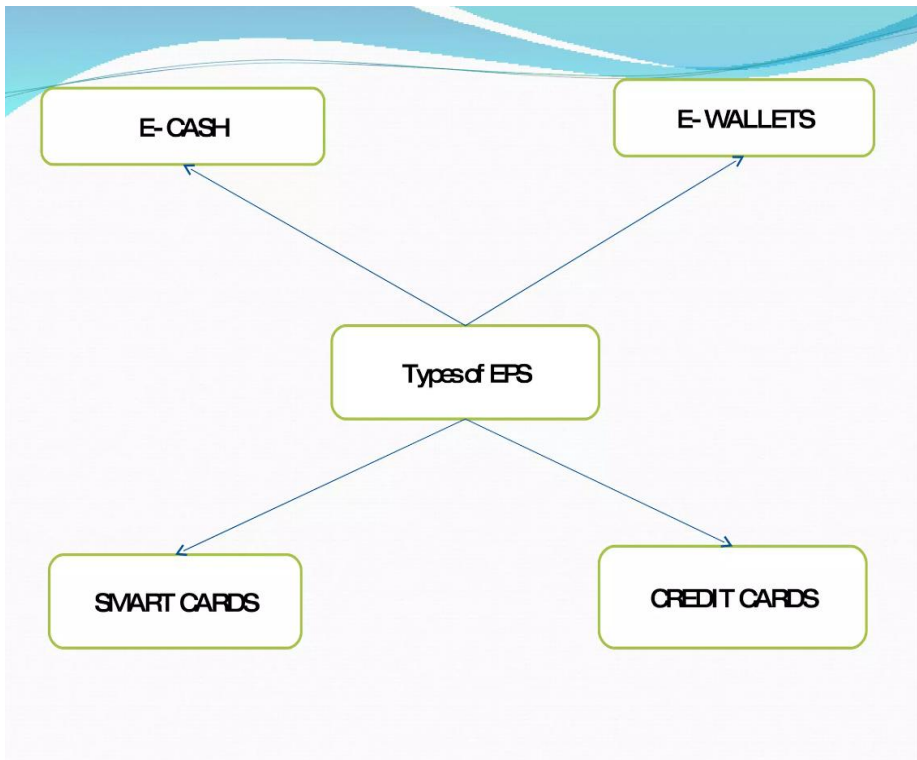 E- CASH
E- WALLETS
Types of EPS
SMART CARDS
CREDIT CARDS